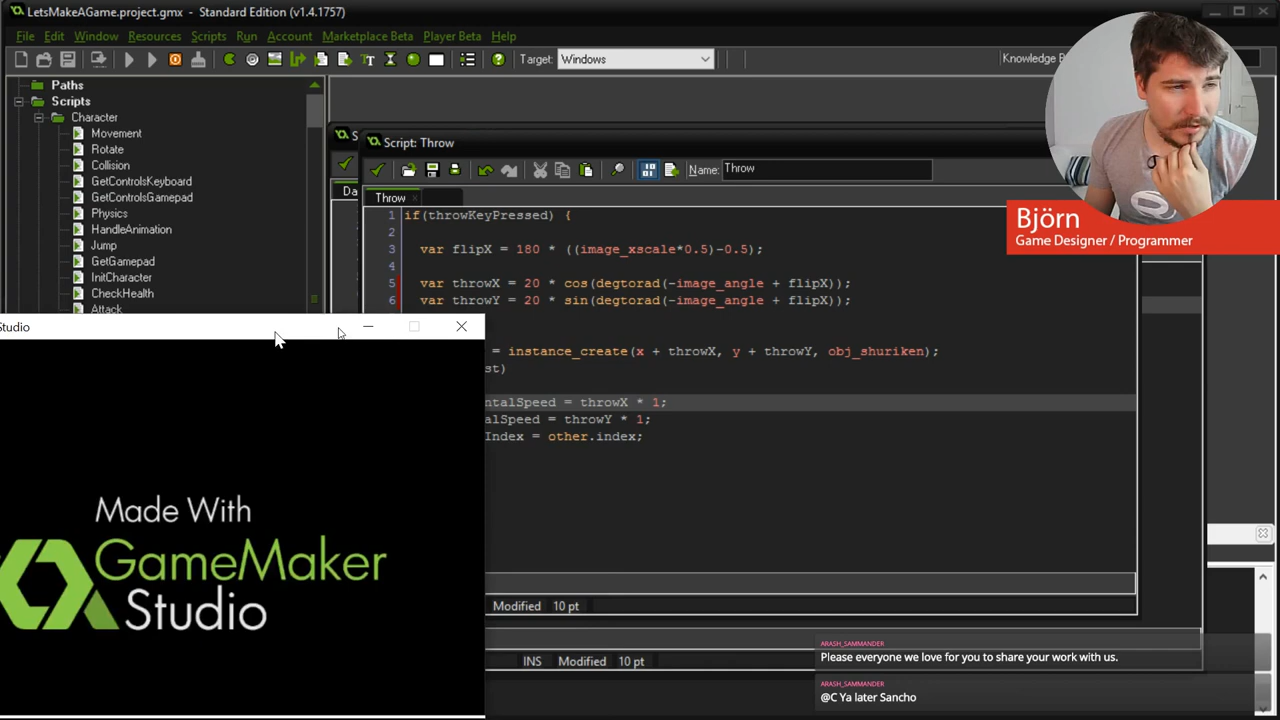 LetsMakeAGame.project.gmx - Standard Edition (v1.4.1757)
File Edit Window Resources Scripts Run Account Marketplace Beta Player Beta Help
Target: Windows
Knowledge B
Paths
Scripts
Character
Movement
Rotate
Collision
GetControlsKeyboard
GetControlsGamepad
Physics
HandleAnimation
Jump
GetGamepad
InitCharacter
CheckHealth
Attack
S
Da
Script: Throw
Name: Throw
Throw
1 if(throwKeyPressed) {
2
3 var flipX = 180 * ((image_xscale*0.5)-0.5);
4
5 var throwX = 20 * cos(degtorad(-image_angle + flipX));
6 var throwY = 20 * sin(degtorad(-image_angle + flipX));
= instance_create(x + throwX, y + throwY, obj_shuriken);
st)
ntalSpeed = throwX * 1;
alSpeed = throwY * 1;
Index = other.index;
Modified 10 pt
INS Modified 10 pt
Studio
Made With
GameMaker
Studio
Björn
Game Designer / Programmer
ARASH_SAMMANDER
Please everyone we love for you to share your work with us.
ARASH_SAMMANDER
@C Ya later Sancho